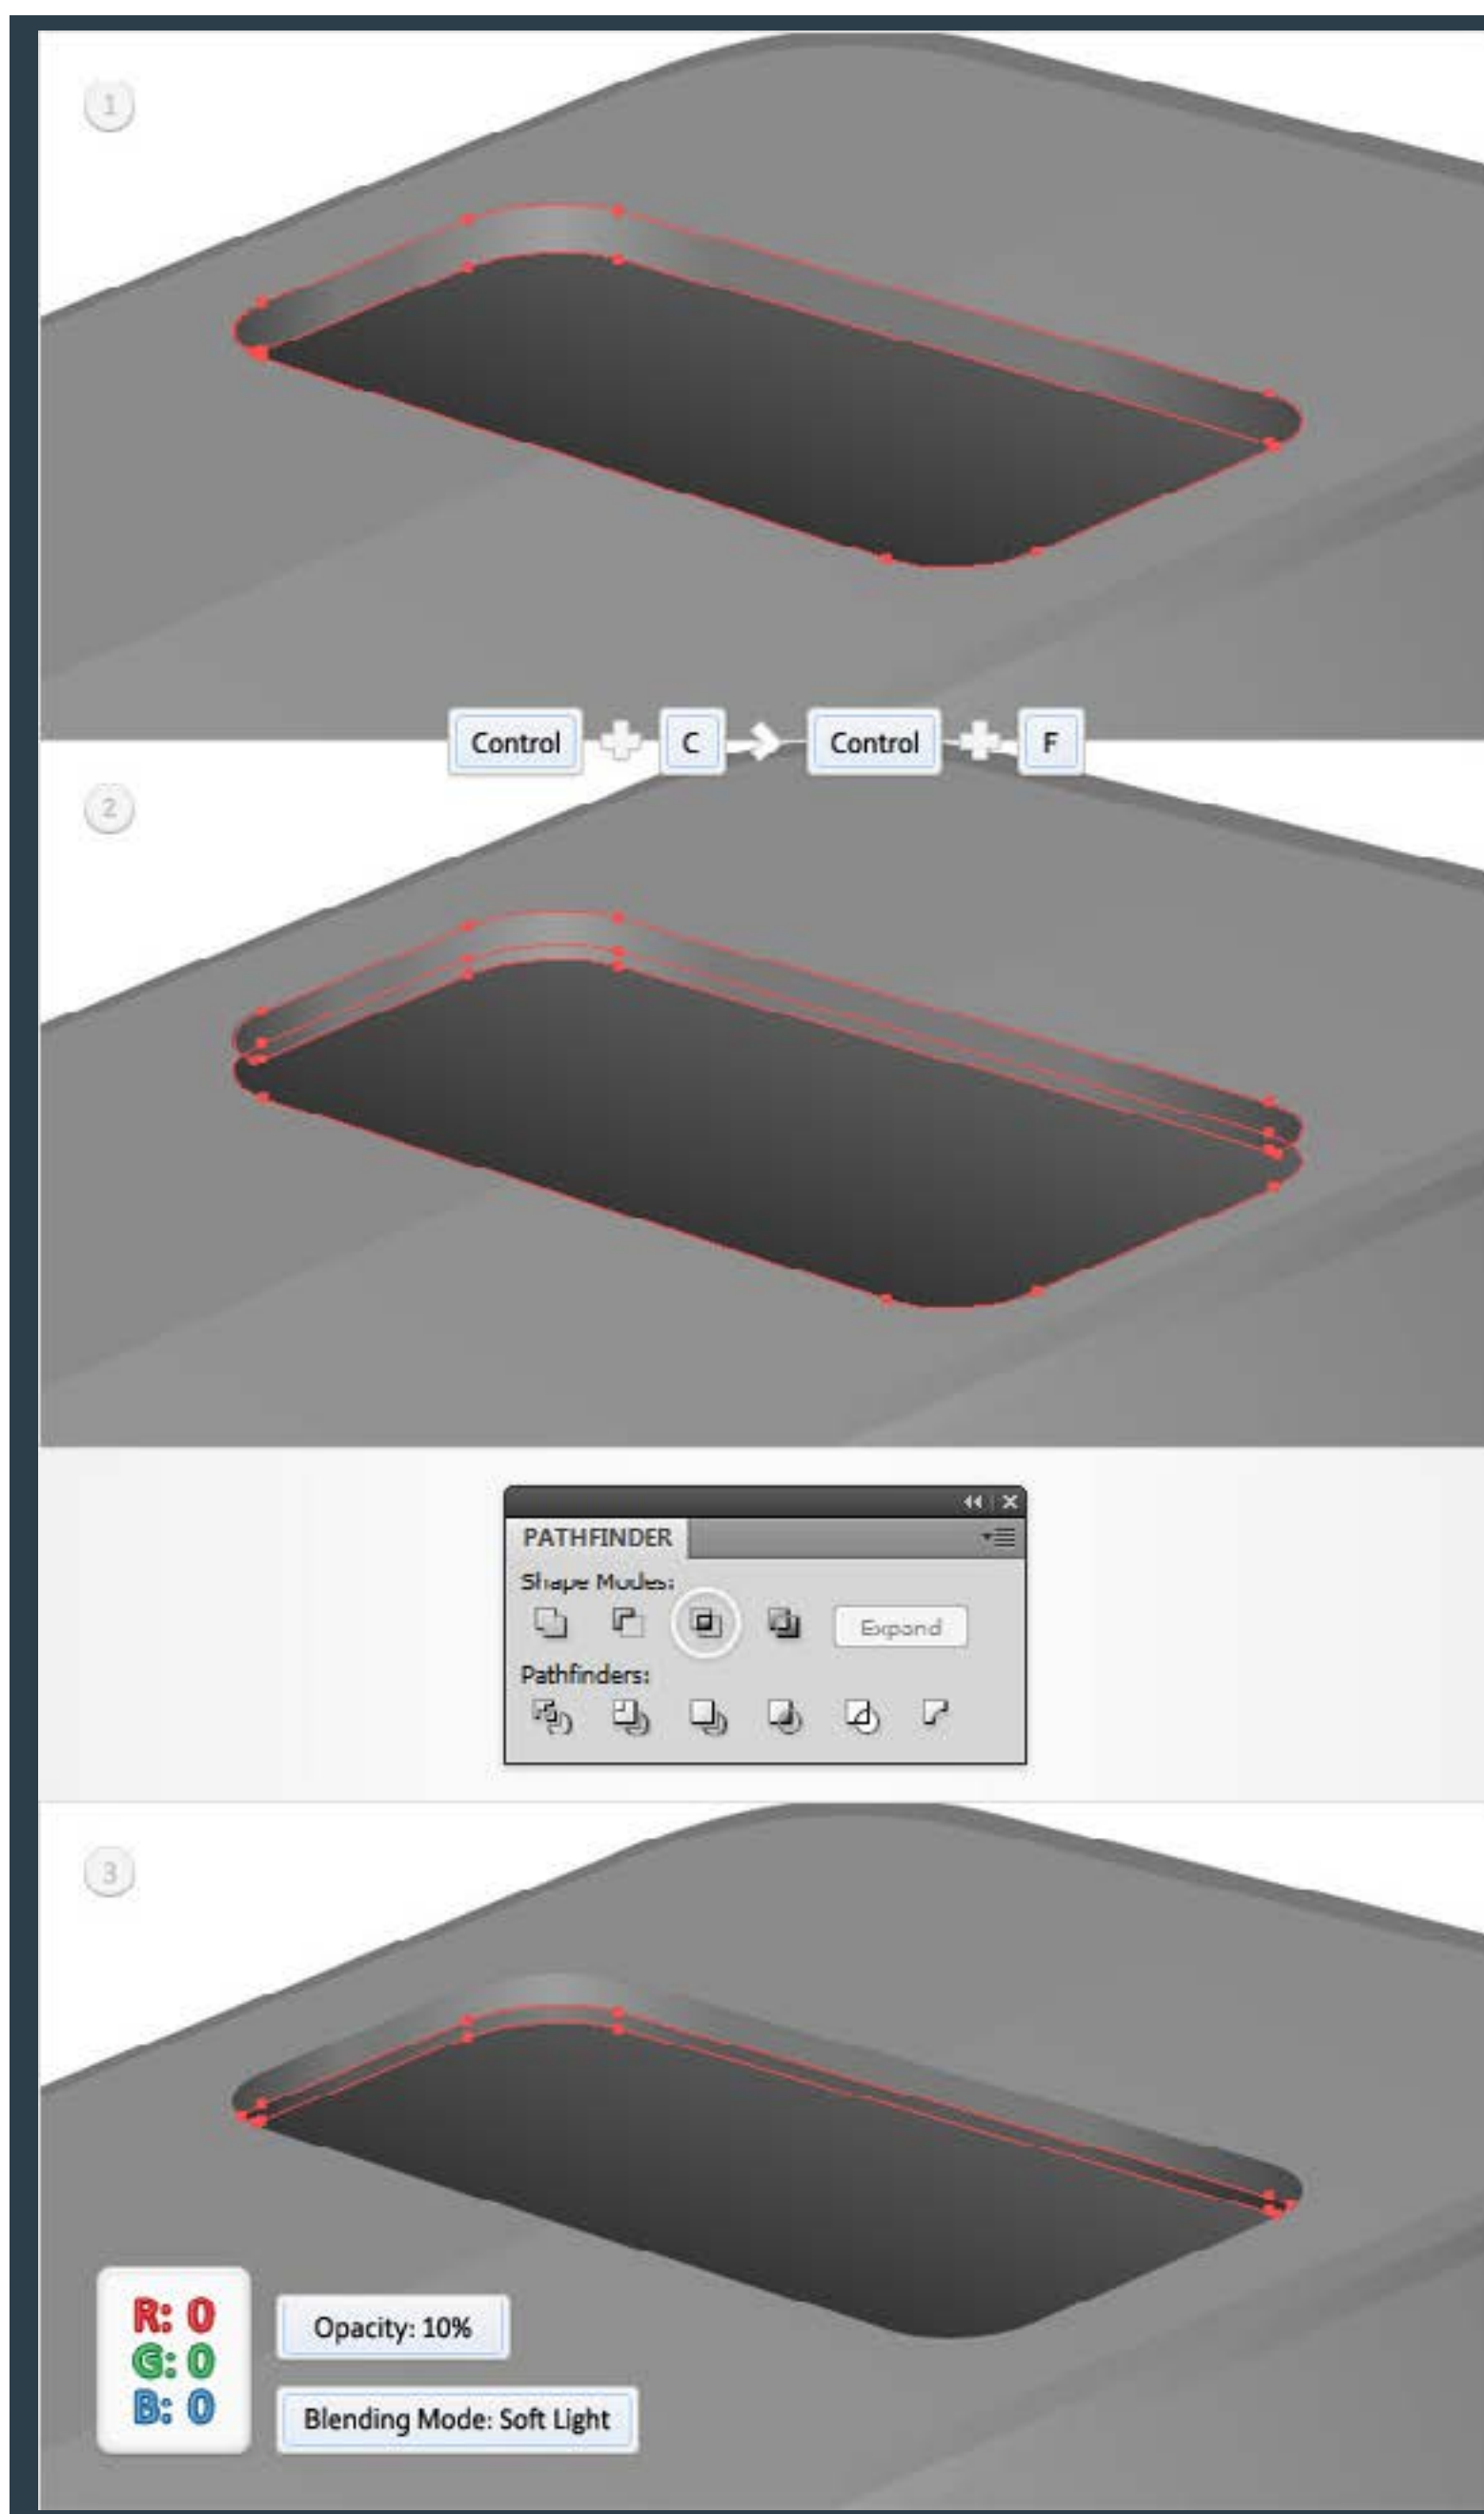 1
Control + C > Control + F
2
PATHFINDER
Shape Modes:
Expand
Pathfinders:
3
R: 0
G: 0
B: 0
Opacity: 10%
Blending Mode: Soft Light